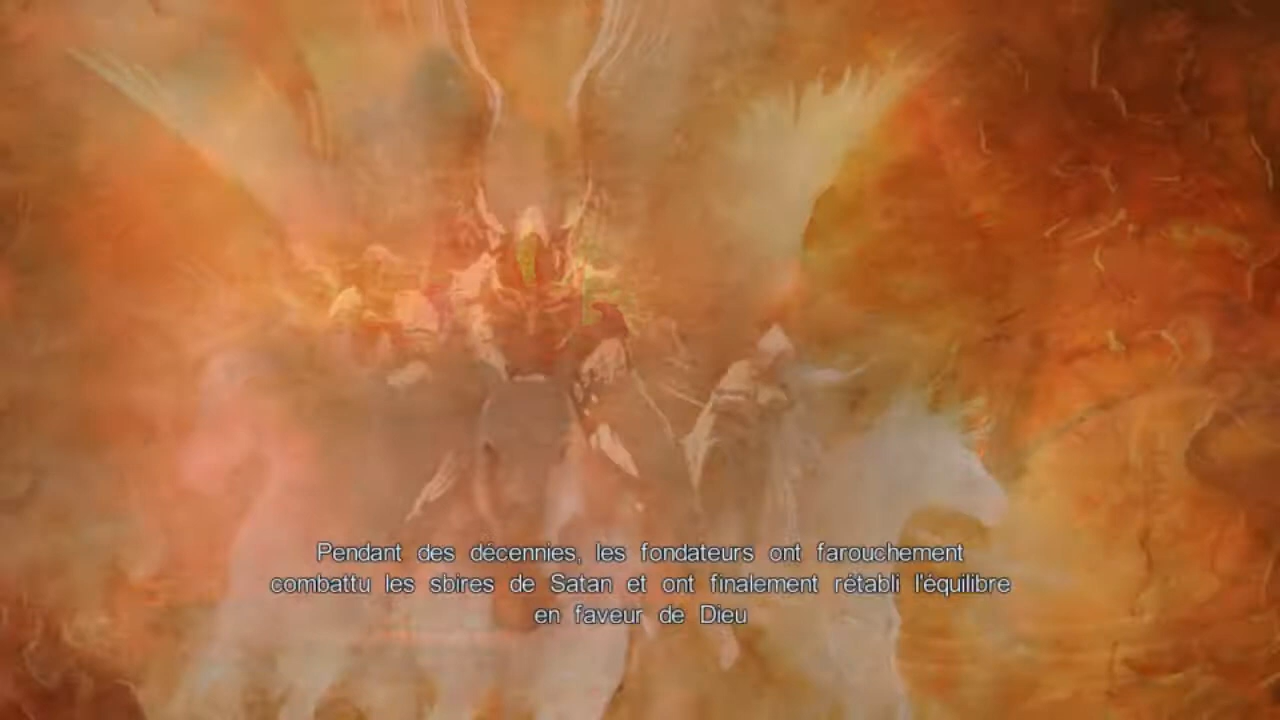 Pendant des décennies, les fondateurs ont farouchement
combattu les sbires de Satan et ont finalement rétabli l'équilibre
en faveur de Dieu